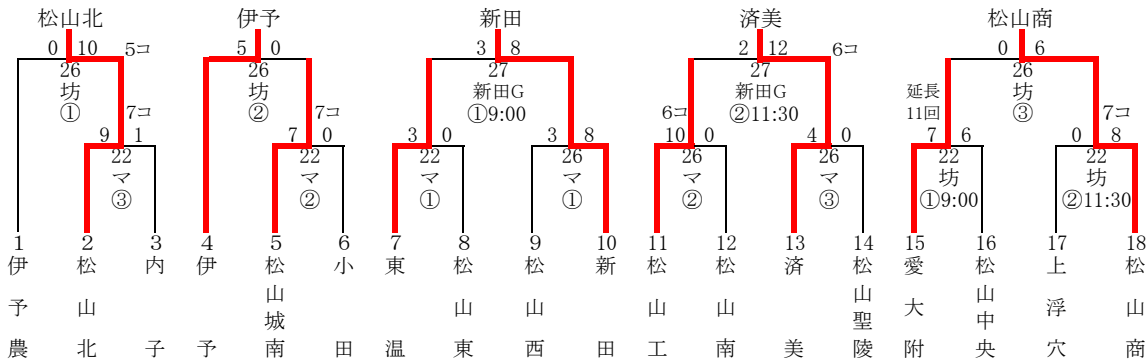 松山北 伊予 新田 済美 松山商
0 10 5コ 5 0 3 8 2 12 6コ 0 6
26 26 27 27 26
坊 坊 新田G 新田G 延長 坊
① ② ①9:00 ②11:30 11回 ③
7コ 7コ 6コ 7コ
9 1 7 0 3 0 3 8 10 0 4 0 7 6 0 8
22 22 22 26 26 26 22 22
マ マ マ マ マ マ 坊 坊
③ ② ① ① ② ③ ①9:00 ②11:30
1 2 3 4 5 6 7 8 9 10 11 12 13 14 15 16 17 18
伊予農 松山北 内子 伊予 松山城南 小田 東温 松山東 松山西 新田 松山工 松山南 済美 松山聖陵 愛大附 松山中央 上浮穴 松山商